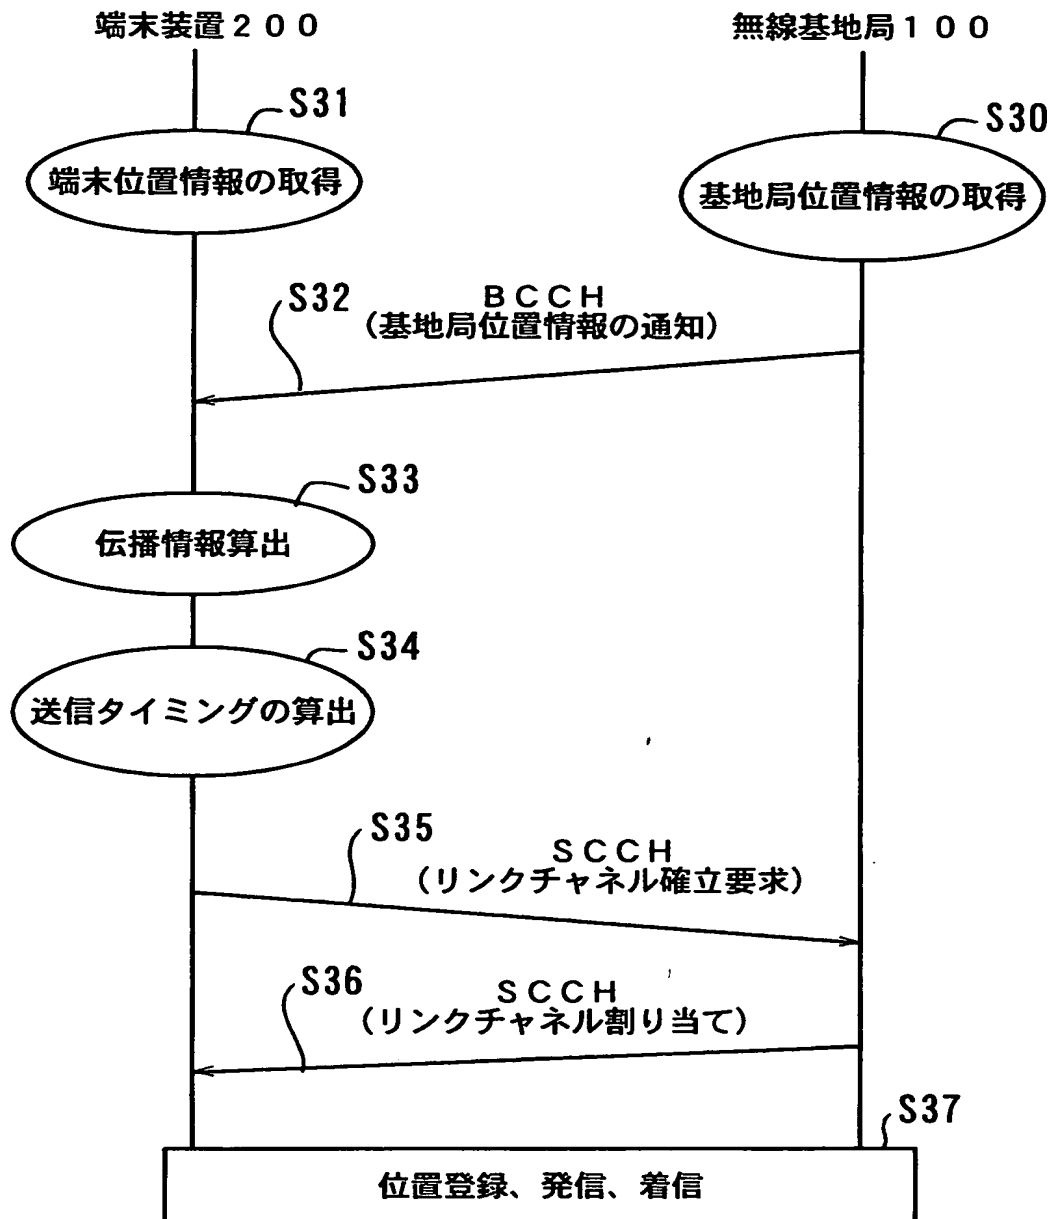 端末装置２００
無線基地局１００
S31
S30
端末位置情報の取得
基地局位置情報の取得
S32
ＢＣＣＨ
（基地局位置情報の通知）
S33
伝播情報算出
S34
送信タイミングの算出
S35
ＳＣＣＨ
（リンクチャネル確立要求）
S36
ＳＣＣＨ
（リンクチャネル割り当て）
S37
位置登録、発信、着信